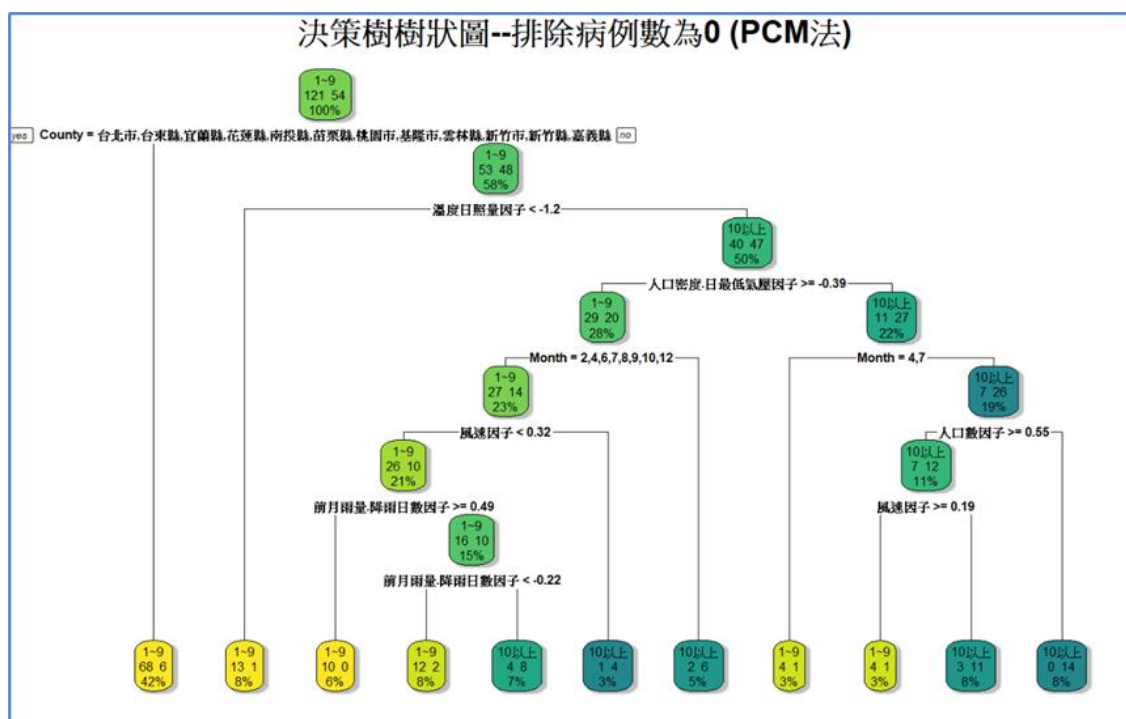 決策樹樹狀圖--排除病例數為0 (PCM法)
1~9
121 54
100%
yes County = 台北市,台東縣,宜蘭縣,花蓮縣,南投縣,苗栗縣,桃園市,基隆市,雲林縣,新竹市,新竹縣,嘉義縣 no
1~9
53 48
58%
溫度日照量因子 < -1.2
10以上
40 47
50%
人口密度.日最低氣壓因子 >= -0.39
1~9
29 20
28%
10以上
11 27
22%
Month = 2,4,6,7,8,9,10,12
Month = 4,7
1~9
27 14
23%
10以上
7 26
19%
風速因子 < 0.32
人口數因子 >= 0.55
1~9
26 10
21%
10以上
7 12
11%
前月雨量.降雨日數因子 >= 0.49
風速因子 >= 0.19
1~9
16 10
15%
前月雨量.降雨日數因子 < -0.22
1~9
68 6
42%
1~9
13 1
8%
1~9
10 0
6%
1~9
12 2
8%
10以上
4 8
7%
10以上
1 4
3%
10以上
2 6
5%
1~9
4 1
3%
1~9
4 1
3%
10以上
3 11
8%
10以上
0 14
8%